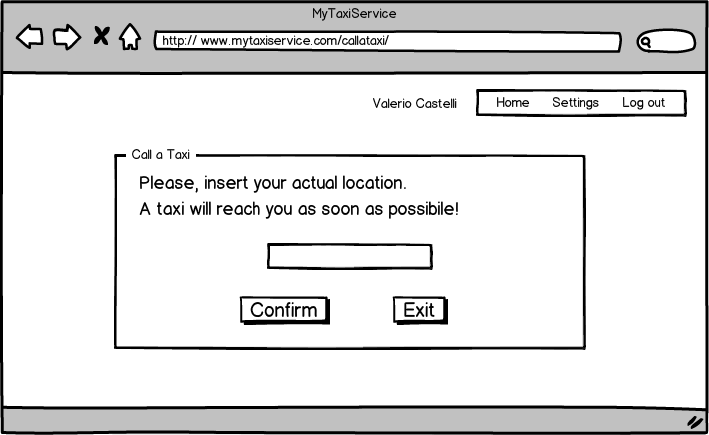 MyTaxiService
http:// www.mytaxiservice.com/callataxi/
Valerio Castelli Home Settings Log out
Call a Taxi
Please, insert your actual location.
A taxi will reach you as soon as possibile!
Confirm Exit